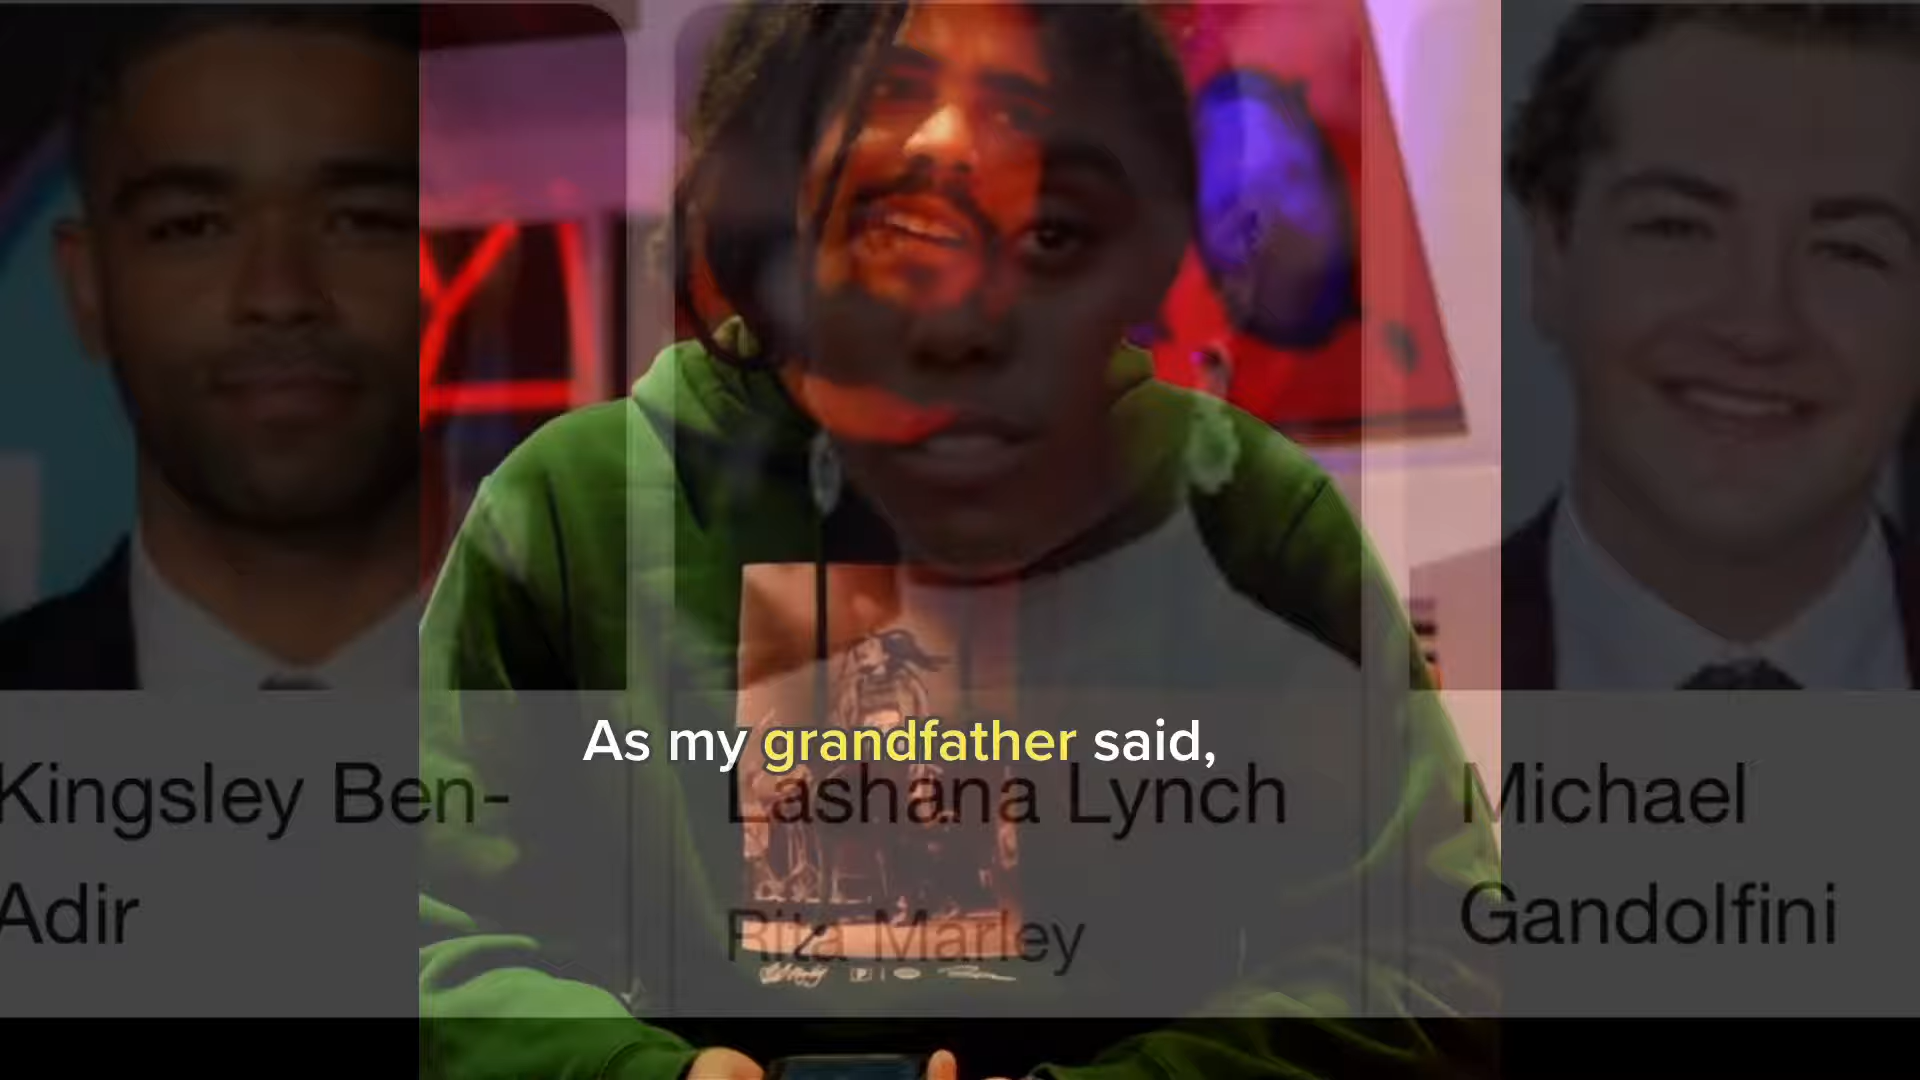 As my grandfather said,
Kingsley Ben-
Adir
Lashana Lynch
Rita Marley
Michael
Gandolfini